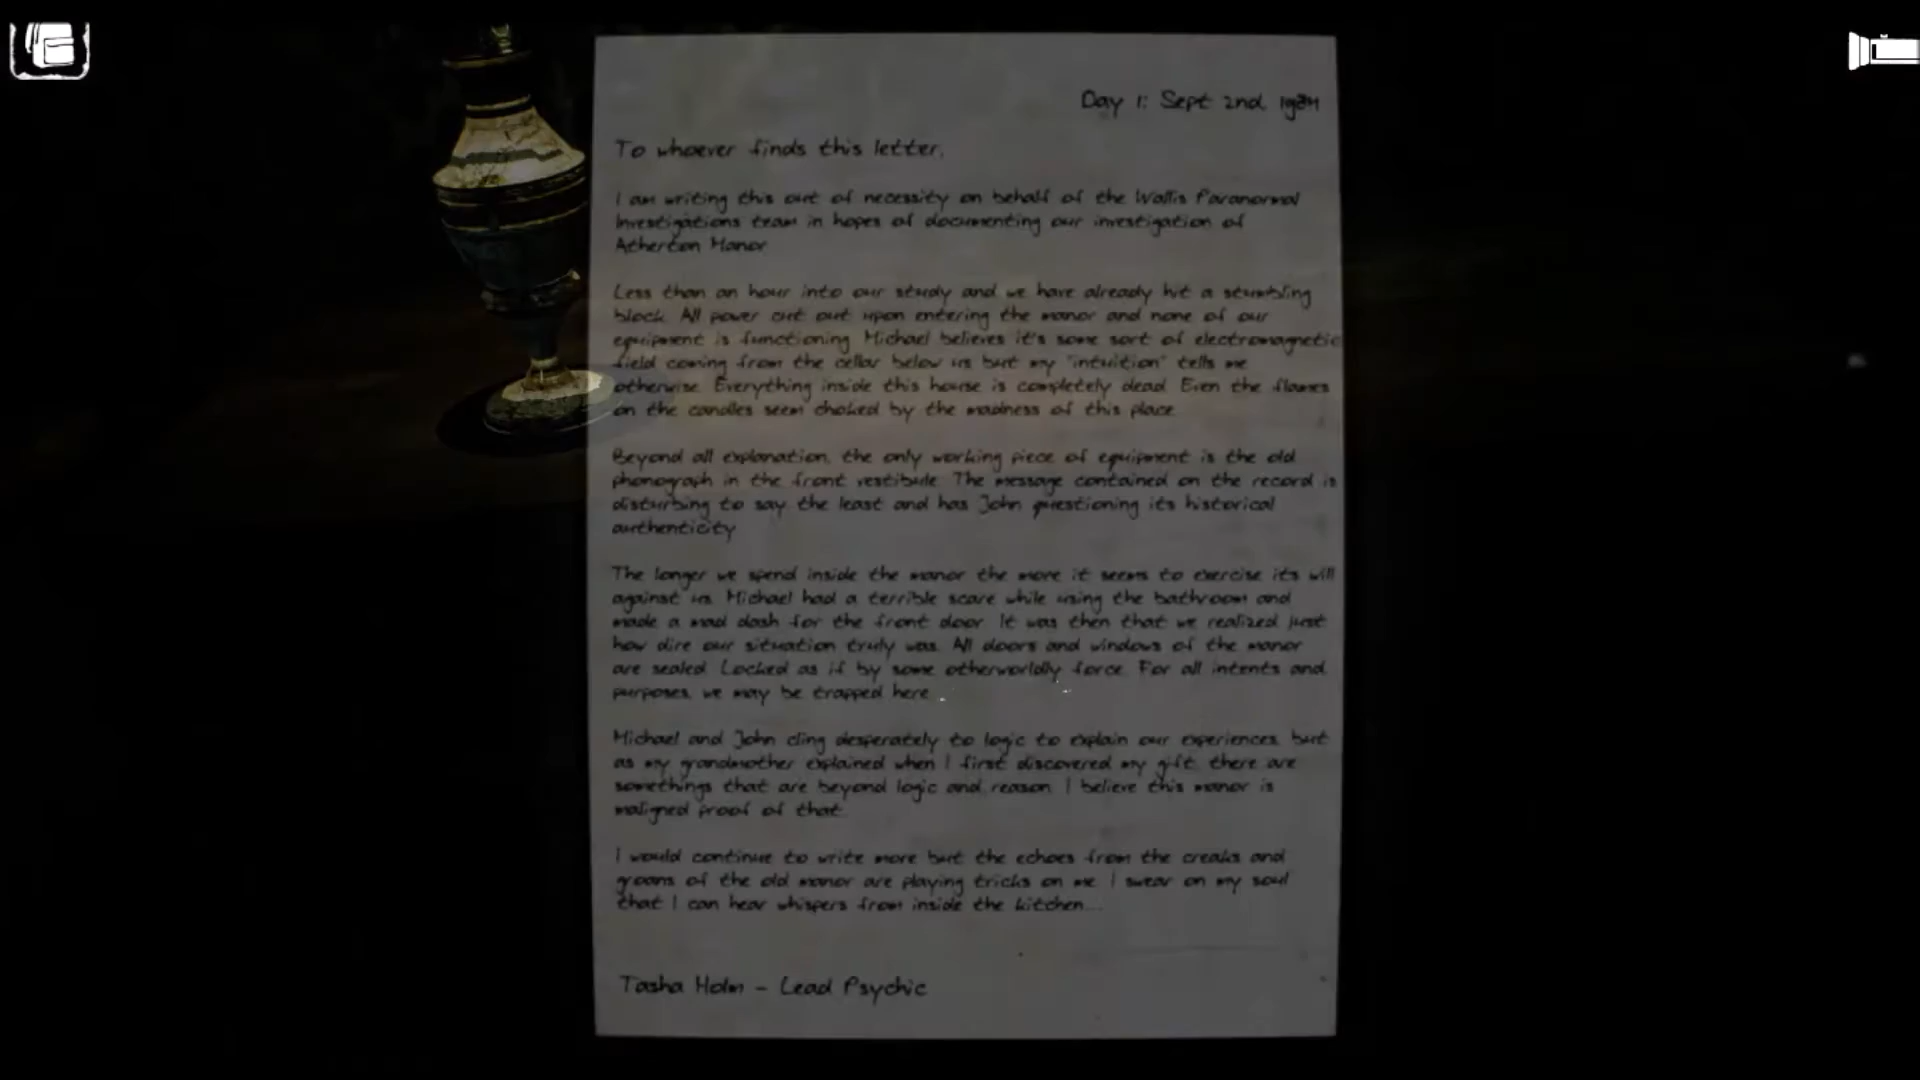 Day 1: Sept 2nd, 1984
To whoever finds this letter,
I am writing this out of necessity on behalf of the Wallis Paranormal
Investigations team in hopes of documenting our investigation of
Atherton Manor
Less than an hour into our study and we have already hit a stumbling
block. All power cut out upon entering the manor and none of our
equipment is functioning. Michael believes it's some sort of electromagnetic
field coming from the cellar below us but my "intuition" tells me
otherwise. Everything inside this house is completely dead. Even the flames
on the candles seem choked by the madness of this place.
Beyond all explanation, the only working piece of equipment is the old
phonograph in the front vestibule. The message contained on the record is
disturbing to say the least and has John questioning its historical
authenticity
The longer we spend inside the manor the more it seems to exercise its will
against us. Michael had a terrible scare while using the bathroom and
made a mad dash for the front door. It was then that we realized just
how dire our situation truly was. All doors and windows of the manor
are sealed. Locked as if by some otherworldly force. For all intents and
purposes, we may be trapped here.
Michael and John cling desperately to logic to explain our experiences, but
as my grandmother explained when I first discovered my gift, there are
somethings that are beyond logic and reason. I believe this manor is
maligned proof of that.
I would continue to write more but the echoes from the creaks and
groans of the old manor are playing tricks on me. I swear on my soul
that I can hear whispers from inside the kitchen...
Tasha Holm - Lead Psychic